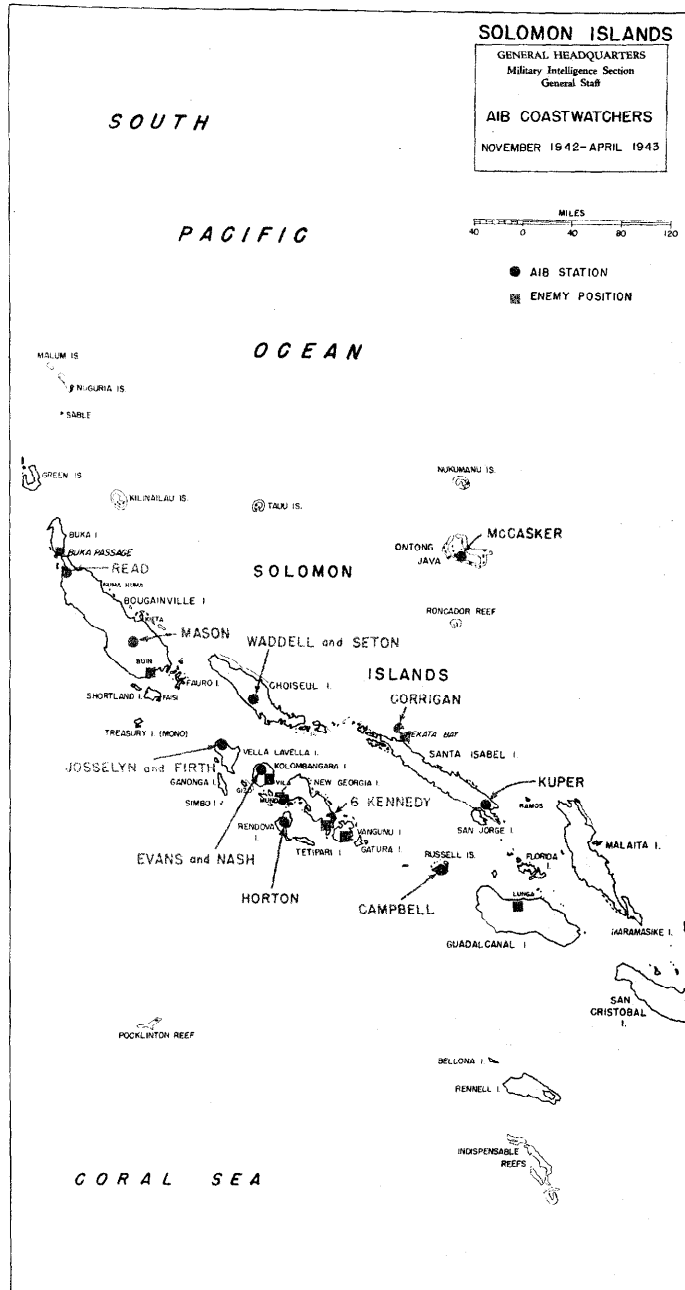 SOLOMON ISLANDS
GENERAL HEADQUARTERS
Military Intelligence Section
General Staff
AIB COASTWATCHERS
NOVEMBER 1942-APRIL 1943
SOUTH
PACIFIC
OCEAN
MILES
40 0 40 80 120
AIB STATION
ENEMY POSITION
MALUM IS
NUGURIA IS.
SABLE
GREEN IS
KILINAILAU IS.
TAUU IS.
NUKUMANU IS.
BUKA I
BUKA PASSAGE
READ
SOLOMON
ONTONG
JAVA
McCASKER
BOUGAINVILLE I
KIETA
RONCADOR REEF
MASON
WADDELL and SETON
BUIN
FAURO I.
SHORTLAND I.
FAISI
CHOISEUL I.
ISLANDS
CORRIGAN
REKATA BAY
TREASURY I. (MONO)
VELLA LAVELLA I.
SANTA ISABEL I.
JOSSELYN and FIRTH
KOLOMBANGARA I.
GANONGA I.
GIZO
VILA
NEW GEORGIA I.
KUPER
SIMBO I.
MUNDA
6 KENNEDY
RAMOS
RENDOVA
I.
VANGUNU I.
SAN JORGE I.
MALAITA I.
EVANS and NASH
TETIPARI I.
GATURA I.
RUSSELL IS.
FLORIDA
I.
HORTON
CAMPBELL
LUNGA
GUADALCANAL I
MARAMASIKE I.
SAN
CRISTOBAL
I.
POCKLINTON REEF
BELLONA I.
RENNELL I.
INDISPENSABLE
REEFS
CORAL SEA